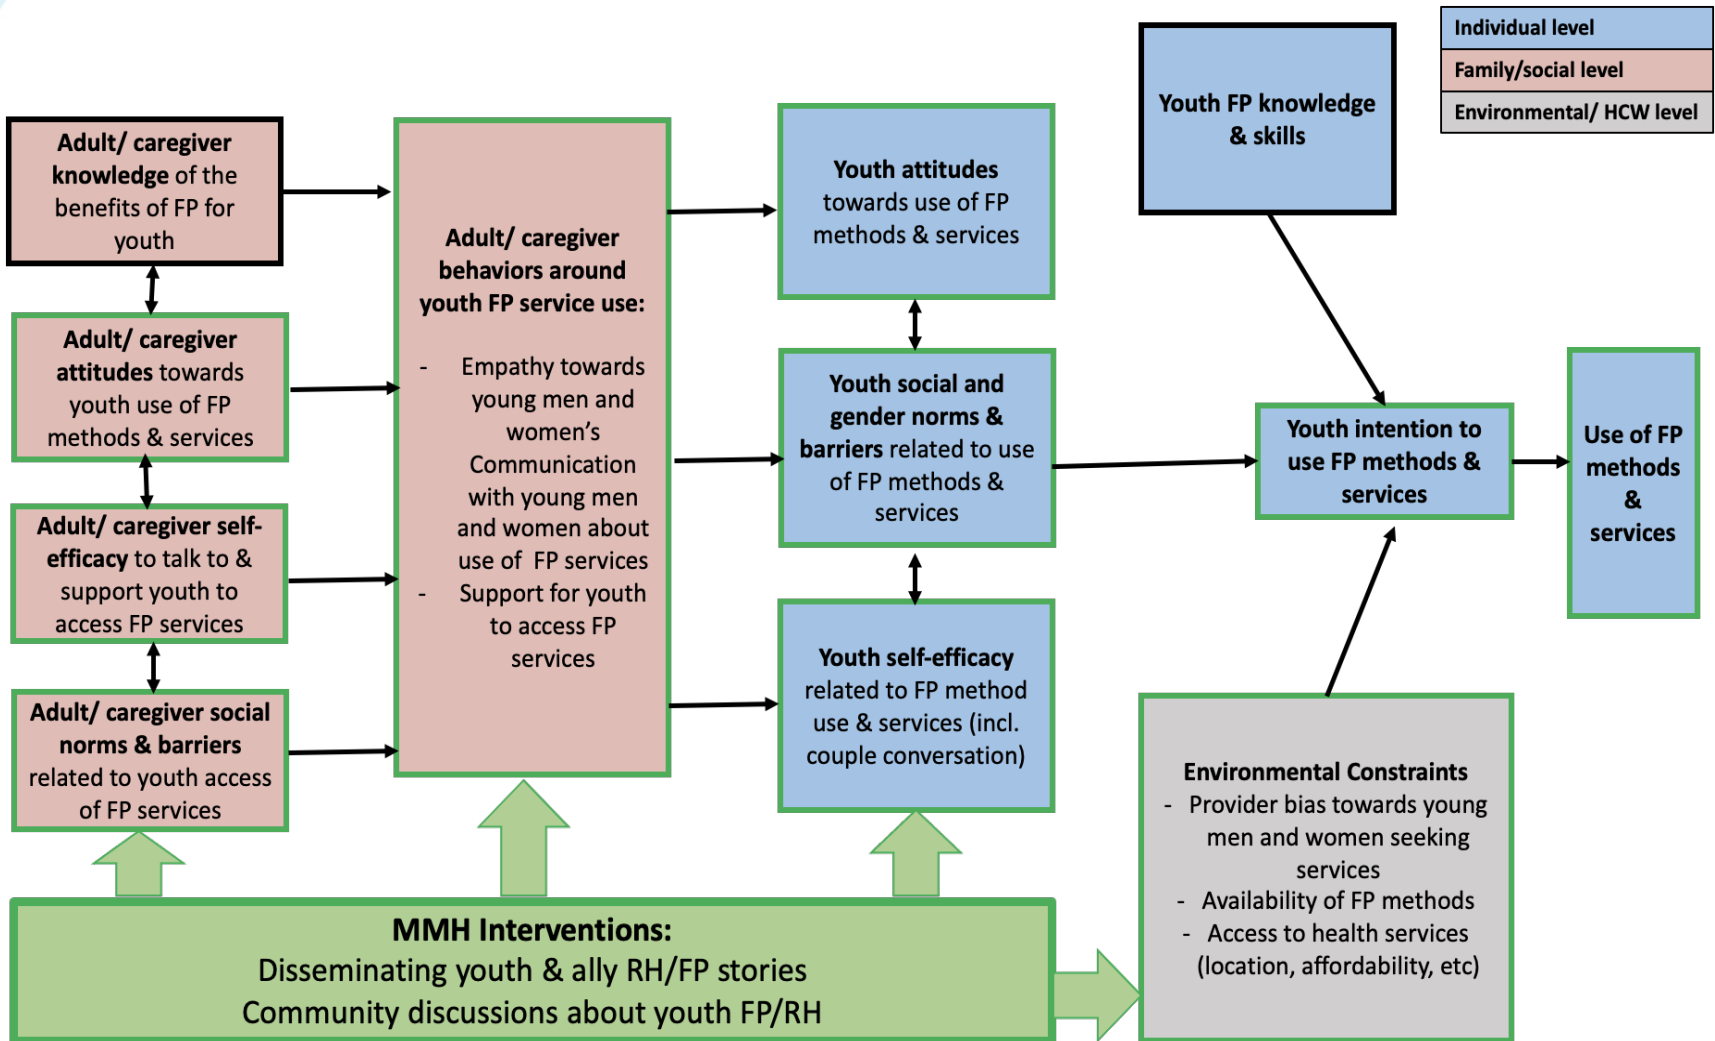 Individual level
Family/social level
Environmental/ HCW level
Adult/ caregiver
knowledge of the
benefits of FP for
youth
Adult/ caregiver
attitudes towards
youth use of FP
methods & services
Adult/ caregiver self-
efficacy to talk to &
support youth to
access FP services
Adult/ caregiver social
norms & barriers
related to youth access
of FP services
Adult/ caregiver
behaviors around
youth FP service use:
- Empathy towards
young men and
women’s
Communication
with young men
and women about
use of FP services
- Support for youth
to access FP
services
Youth attitudes
towards use of FP
methods & services
Youth social and
gender norms &
barriers related to use
of FP methods &
services
Youth self-efficacy
related to FP method
use & services (incl.
couple conversation)
Youth FP knowledge
& skills
Youth intention to
use FP methods &
services
Use of FP
methods
&
services
Environmental Constraints
- Provider bias towards young
men and women seeking
services
- Availability of FP methods
- Access to health services
(location, affordability, etc)
MMH Interventions:
Disseminating youth & ally RH/FP stories
Community discussions about youth FP/RH